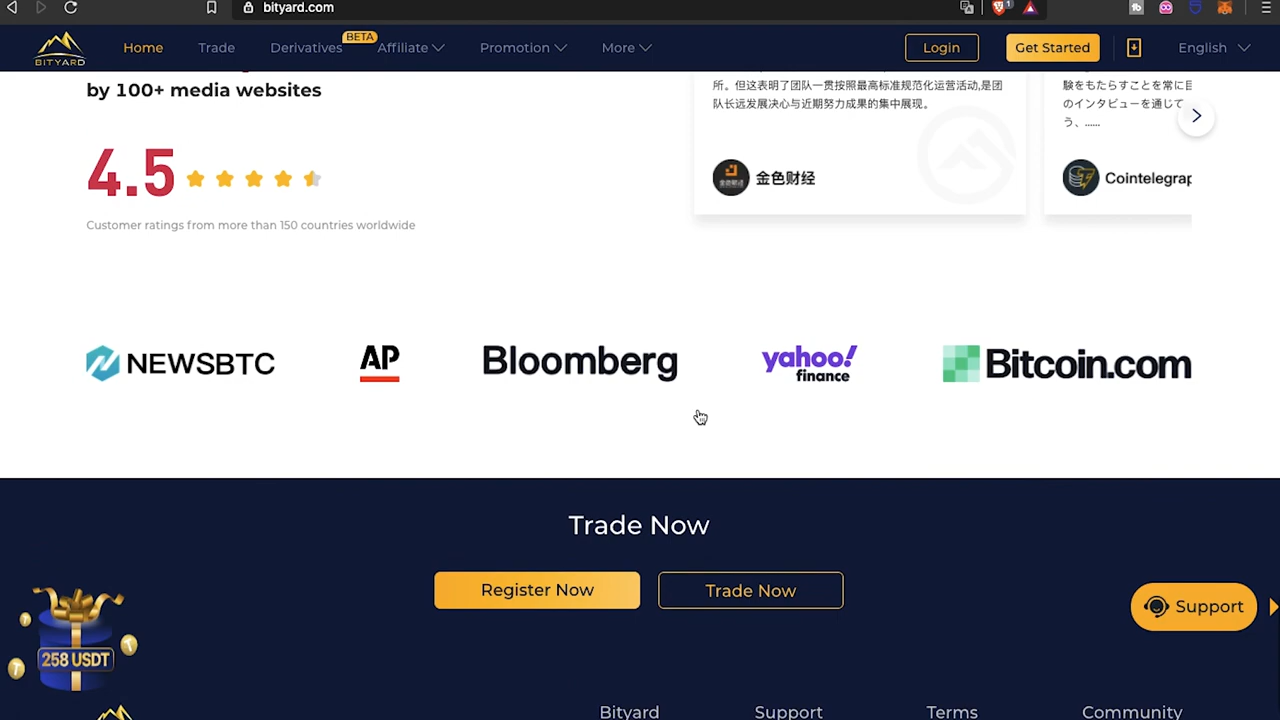 bityard.com
1
BITYARD
Home
Trade
Derivatives
BETA
Affiliate
Promotion
More
Login
Get Started
English
by 100+ media websites
4.5
Customer ratings from more than 150 countries worldwide
所。但这表明了团队一贯按照最高标准规范化运营活动,是团
队长远发展决心与近期努力成果的集中展现。
金色财经
験をもたらすことを常に目
のインタビューを通じて
う、......
Cointelegrap
NEWSBTC
AP
Bloomberg
yahoo!
finance
Bitcoin.com
Trade Now
Register Now
Trade Now
258 USDT
Support
Bityard
Support
Terms
Community